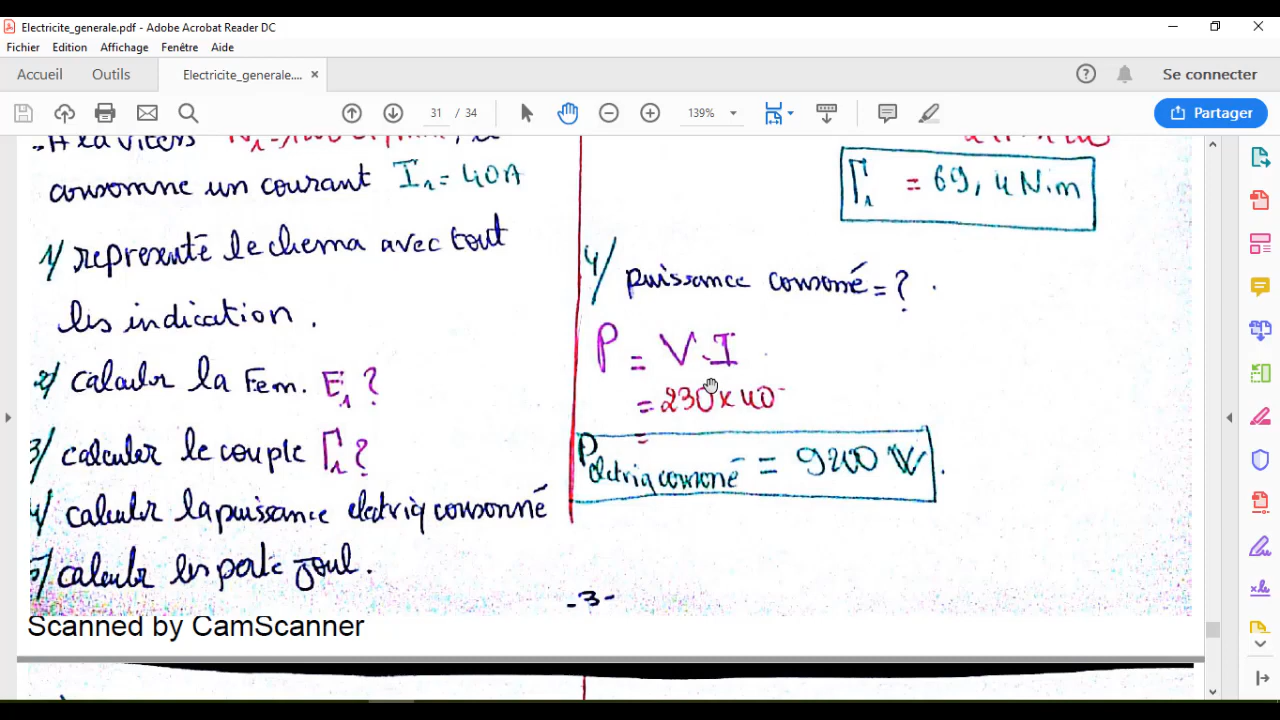 Electricite_generale.pdf - Adobe Acrobat Reader DC
Fichier Edition Affichage Fenêtre Aide
Accueil Outils Electricite_generale.... × Se connecter
31 / 34 139% Partager
consomme un courant I₁ = 40A
1/ represente le chema avec tout
les indication.
2/ calculer la Fem. E₁ ?
3/ calculer le couple Γ₁ ?
4/ calculer la puissance electriq consonné
5/ calculer les perte Joul.
Γ₁ = 69,4 N.m
4/ puissance consomé = ? .
P = V.I
= 230 x 40
=
P electriq consomé = 9200 W.
-3-
Scanned by CamScanner